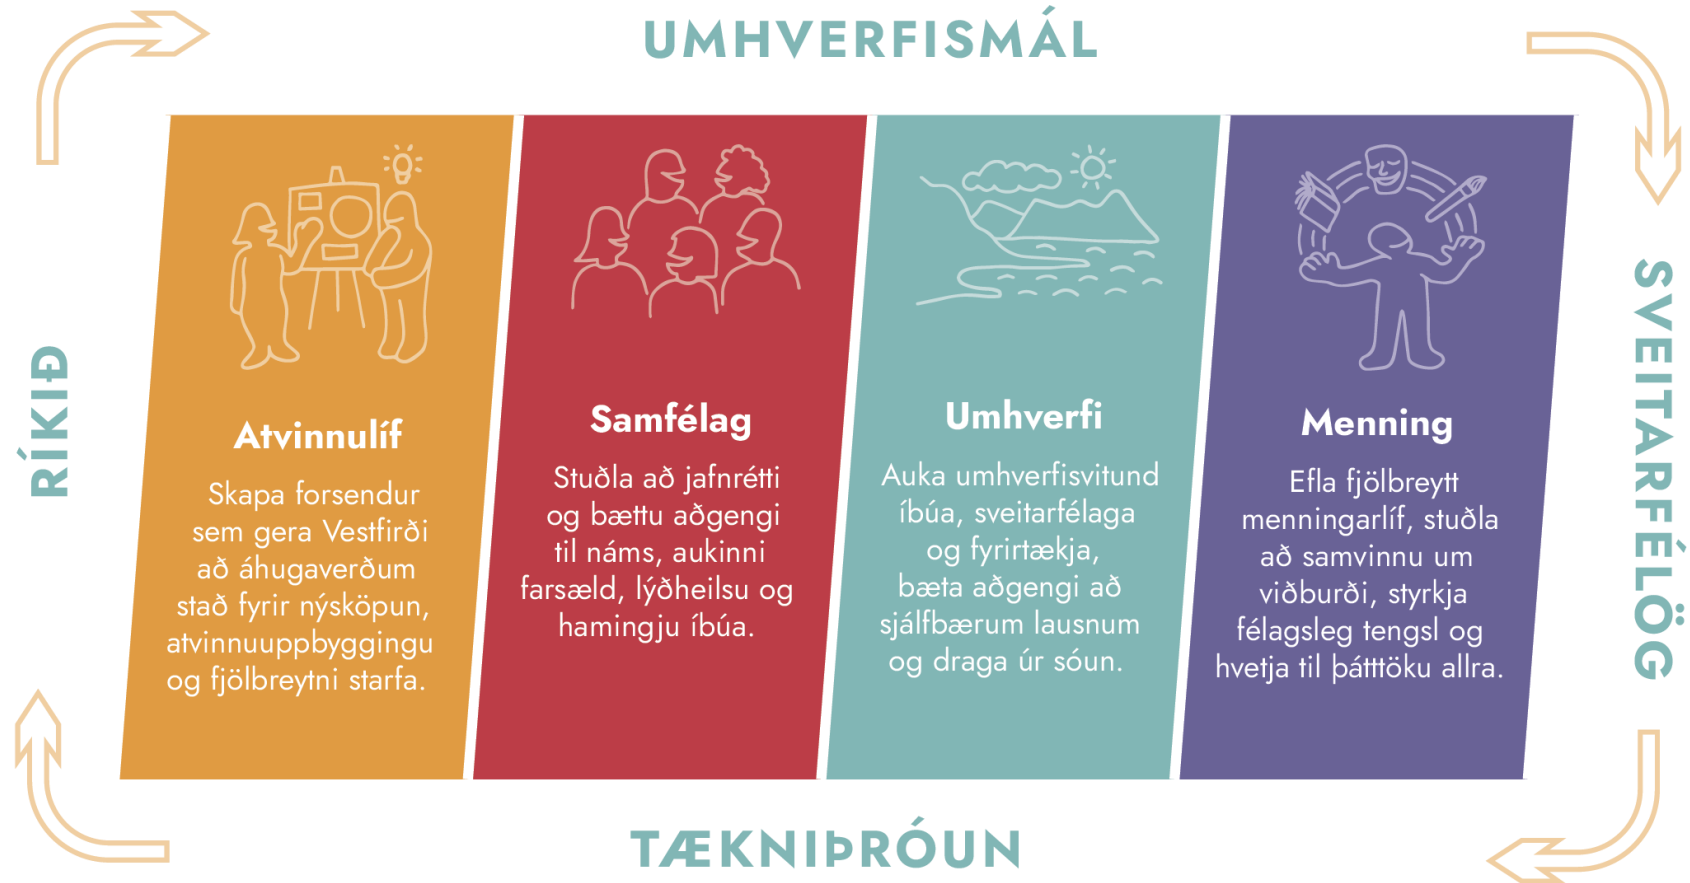 UMHVERFISMÁL
RÍKIÐ
Atvinnulíf
Skapa forsendur
sem gera Vestfirði
að áhugaverðum
stað fyrir nýsköpun,
atvinnuuppbyggingu
og fjölbreytni starfa.
Samfélag
Stuðla að jafnrétti
og bættu aðgengi
til náms, aukinni
farsæld, lýðheilsu og
hamingju íbúa.
Umhverfi
Auka umhverfisvitund
íbúa, sveitarfélaga
og fyrirtækja,
bæta aðgengi að
sjálfbærum lausnum
og draga úr sóun.
Menning
Efla fjölbreytt
menningarlíf, stuðla
að samvinnu um
viðburði, styrkja
félagsleg tengsl og
hvetja til þátttöku allra.
SVEITARFÉLÖG
TÆKNIÞRÓUN